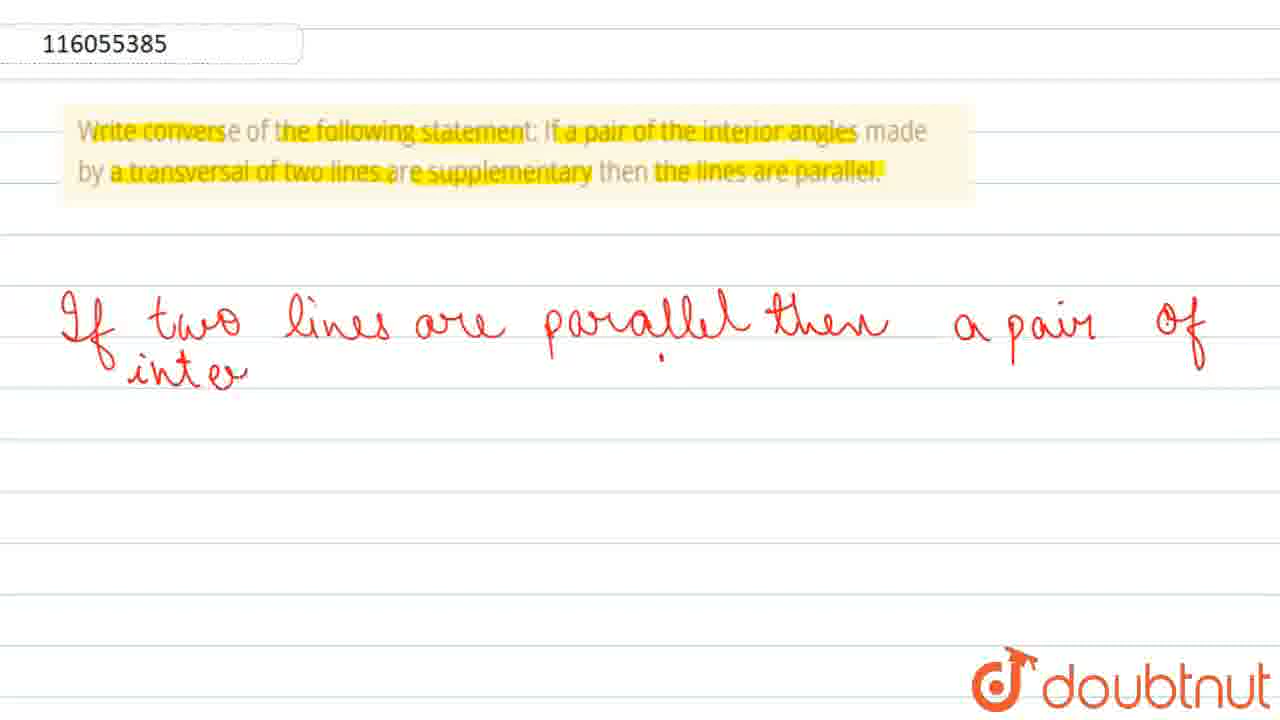 116055385
Write converse of the following statement: If a pair of the interior angles made
by a transversal of two lines are supplementary then the lines are parallel.
If two lines are parallel then a pair of
inter
doubtnut